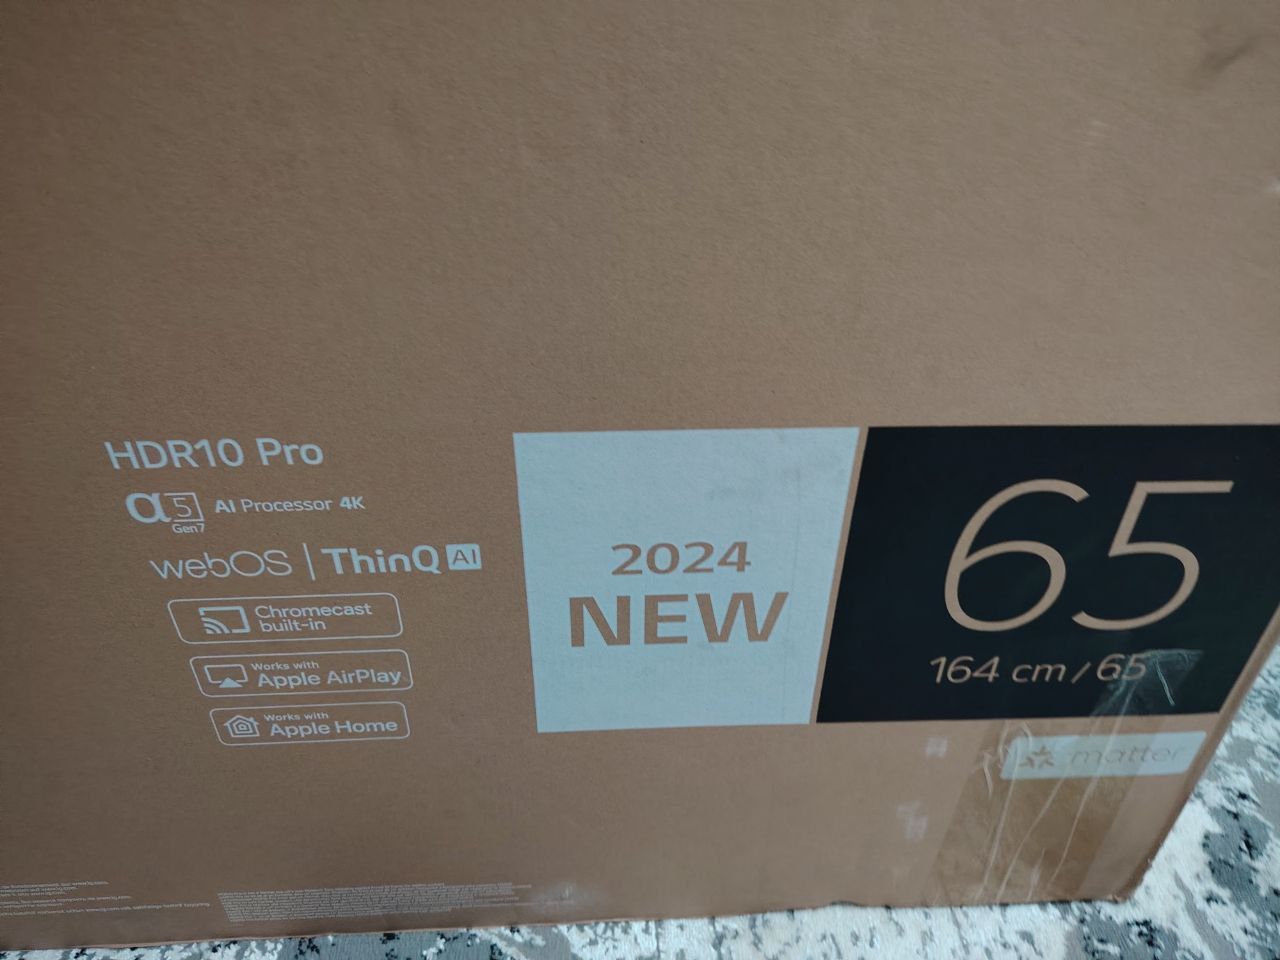 HDR10 Pro
α5 Gen7 AI Processor 4K
webOS | ThinQ AI
Chromecast
built-in
Works with
Apple AirPlay
Works with
Apple Home
2024
NEW
65
164 cm / 65
matter